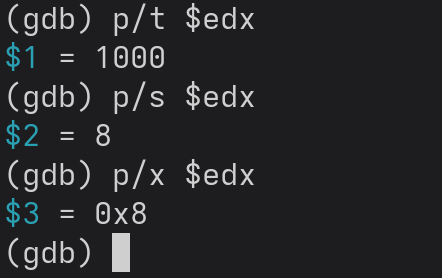 (gdb) p/t $edx
$1 = 1000
(gdb) p/s $edx
$2 = 8
(gdb) p/x $edx
$3 = 0x8
(gdb)